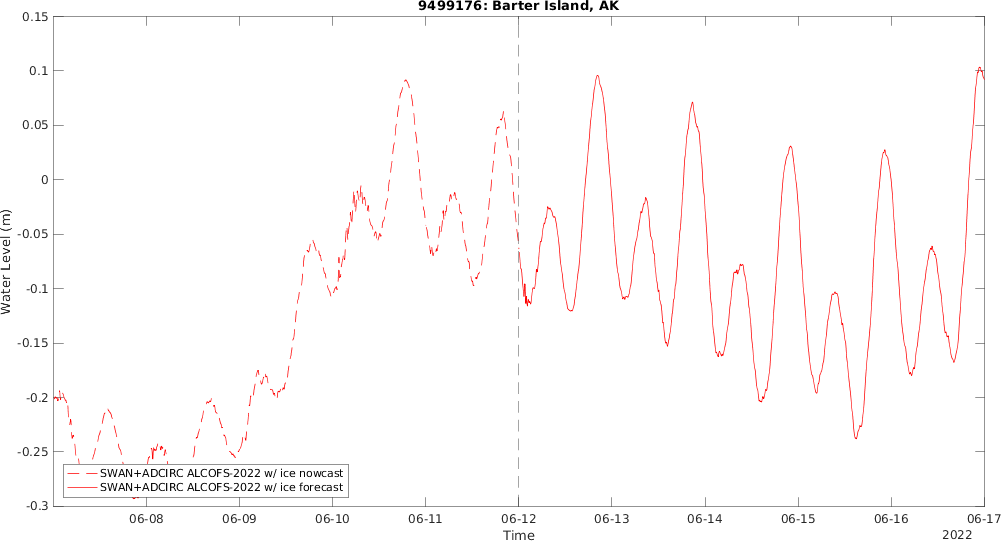 9499176: Barter Island, AK
0.15
0.1
0.05
0
-0.05
-0.1
-0.15
-0.2
-0.25
-0.3
Water Level (m)
SWAN+ADCIRC ALCOFS-2022 w/ ice nowcast
SWAN+ADCIRC ALCOFS-2022 w/ ice forecast
06-08 06-09 06-10 06-11 06-12 06-13 06-14 06-15 06-16 06-17
Time
2022